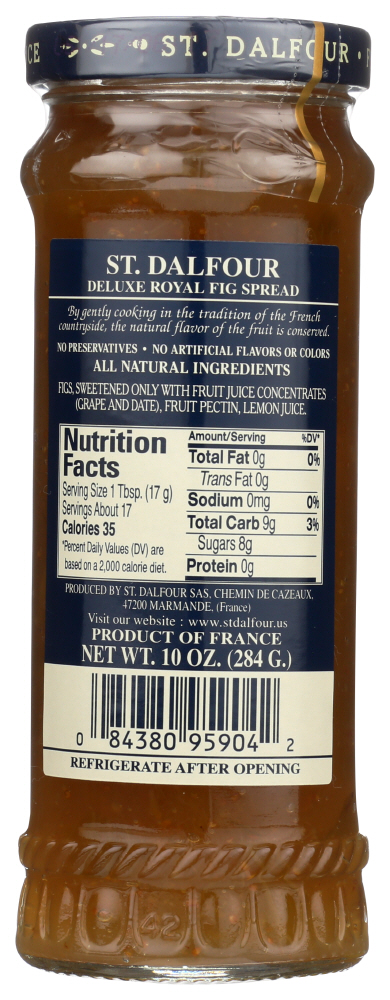 CE ST. DALFOUR
ST. DALFOUR
DELUXE ROYAL FIG SPREAD
By gently cooking in the tradition of the French
countryside, the natural flavor of the fruit is conserved.
NO PRESERVATIVES • NO ARTIFICIAL FLAVORS OR COLORS
ALL NATURAL INGREDIENTS
FIGS, SWEETENED ONLY WITH FRUIT JUICE CONCENTRATES
(GRAPE AND DATE), FRUIT PECTIN, LEMON JUICE.
Nutrition
Facts
Serving Size 1 Tbsp. (17 g)
Servings About 17
Calories 35
*Percent Daily Values (DV) are
based on a 2,000 calorie diet.
Amount/Serving %DV*
Total Fat 0g 0%
Trans Fat 0g
Sodium 0mg 0%
Total Carb 9g 3%
Sugars 8g
Protein 0g
PRODUCED BY ST. DALFOUR SAS, CHEMIN DE CAZEAUX,
47200 MARMANDE, (France)
Visit our website : www.stdalfour.us
PRODUCT OF FRANCE
NET WT. 10 OZ. (284 G.)
0 84380 95904 2
REFRIGERATE AFTER OPENING
42